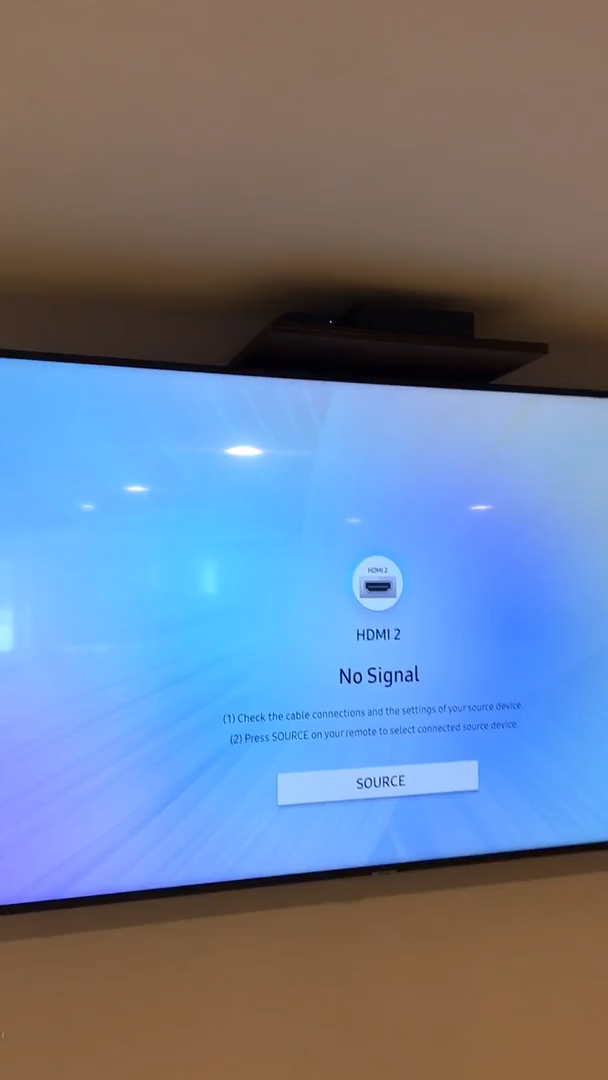 HDMI 2
HDMI 2
No Signal
(1) Check the cable connections and the settings of your source device.
(2) Press SOURCE on your remote to select connected source device.
SOURCE